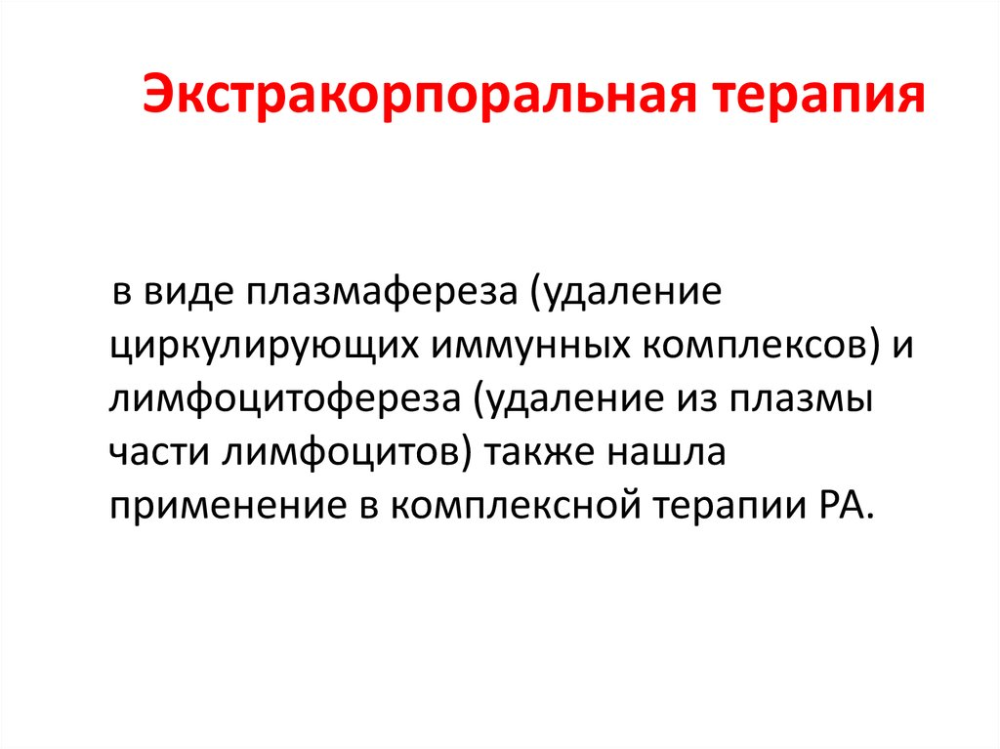 Экстракорпоральная терапия
в виде плазмафереза (удаление
циркулирующих иммунных комплексов) и
лимфоцитофереза (удаление из плазмы
части лимфоцитов) также нашла
применение в комплексной терапии РА.